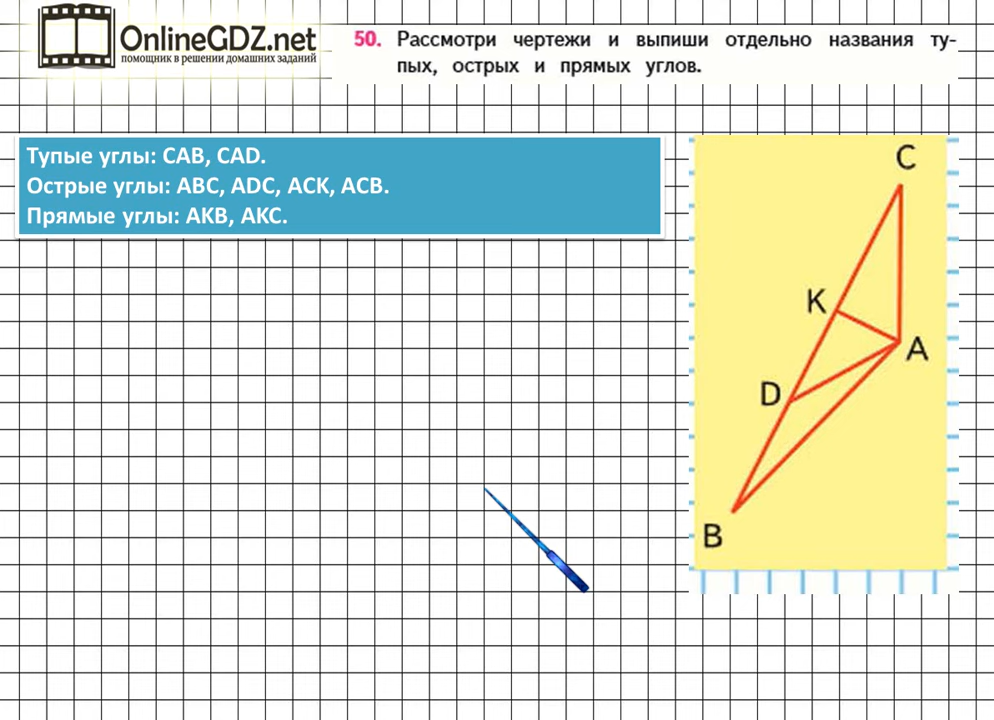 OnlineGDZ.net
помощник в решении домашних заданий
50. Рассмотри чертежи и выпиши отдельно названия ту-
пых, острых и прямых углов.
Тупые углы: CAB, CAD.
Острые углы: ABC, ADC, ACK, ACB.
Прямые углы: AKB, AKC.
C
K
A
D
B